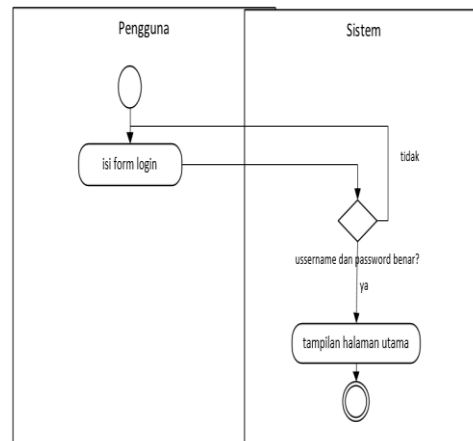 Pengguna
Sistem
isi form login
tidak
ussername dan password benar?
ya
tampilan halaman utama